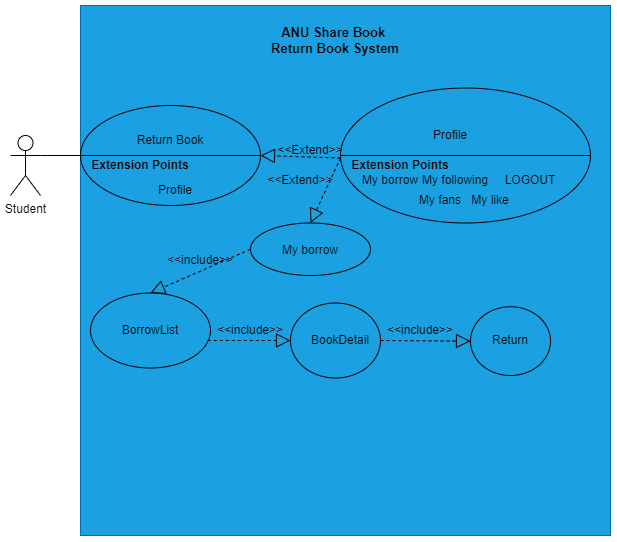 ANU Share Book
Return Book System
Return Book
Extension Points
Profile
<<Extend>>
Profile
Extension Points
My borrow My following LOGOUT
My fans My like
<<Extend>>
Student
My borrow
<<include>>
BorrowList
<<include>>
BookDetail
<<include>>
Return